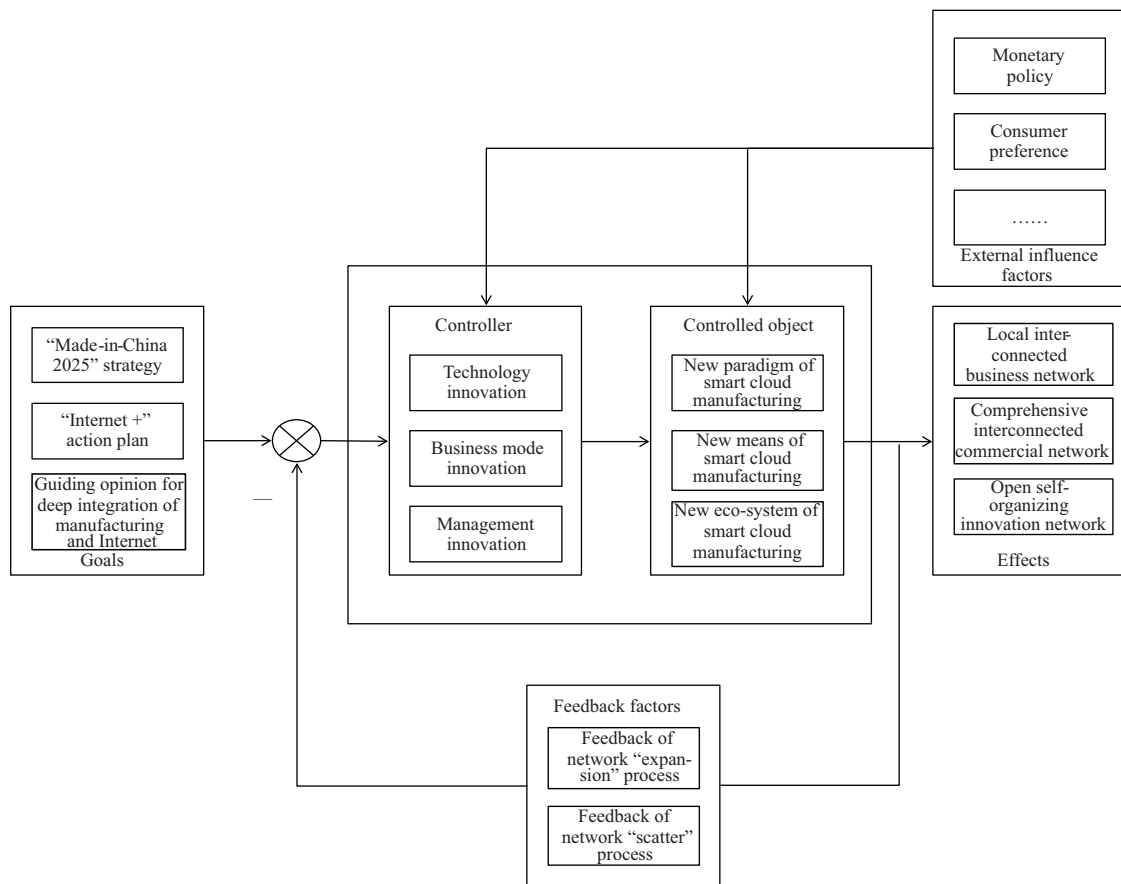 Monetary
policy
Consumer
preference
……
External influence
factors
“Made-in-China
2025” strategy
“Internet +”
action plan
Guiding opinion for
deep integration of
manufacturing
and Internet
Goals
—
Controller
Technology
innovation
Business mode
innovation
Management
innovation
Controlled object
New paradigm of
smart cloud
manufacturing
New means of
smart cloud
manufacturing
New eco-system of
smart cloud
manufacturing
Local inter-
connected
business network
Comprehensive
interconnected
commercial network
Open self-
organizing
innovation network
Effects
Feedback factors
Feedback of
network “expan-
sion” process
Feedback of
network “scatter”
process